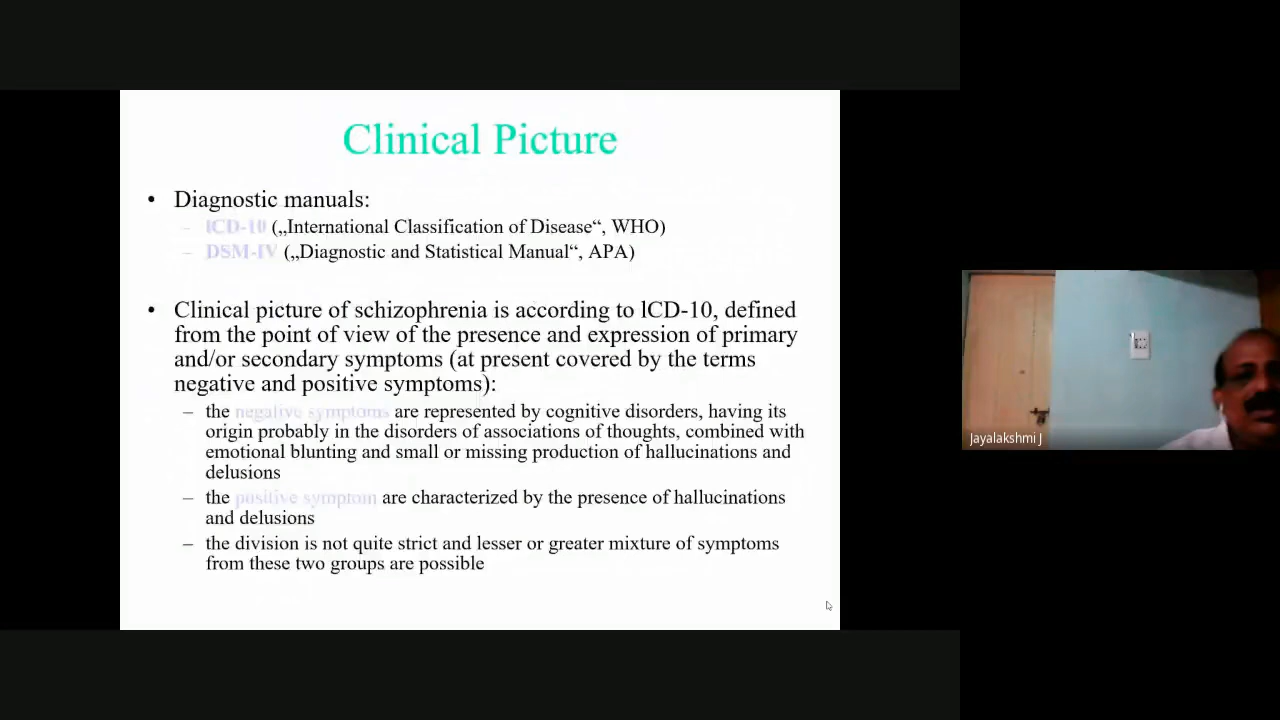 Clinical Picture
• Diagnostic manuals:
– lCD-10 („International Classification of Disease“, WHO)
– DSM-IV („Diagnostic and Statistical Manual“, APA)
• Clinical picture of schizophrenia is according to lCD-10, defined
from the point of view of the presence and expression of primary
and/or secondary symptoms (at present covered by the terms
negative and positive symptoms):
– the negative symptoms are represented by cognitive disorders, having its
origin probably in the disorders of associations of thoughts, combined with
emotional blunting and small or missing production of hallucinations and
delusions
– the positive symptom are characterized by the presence of hallucinations
and delusions
– the division is not quite strict and lesser or greater mixture of symptoms
from these two groups are possible
Jayalakshmi J